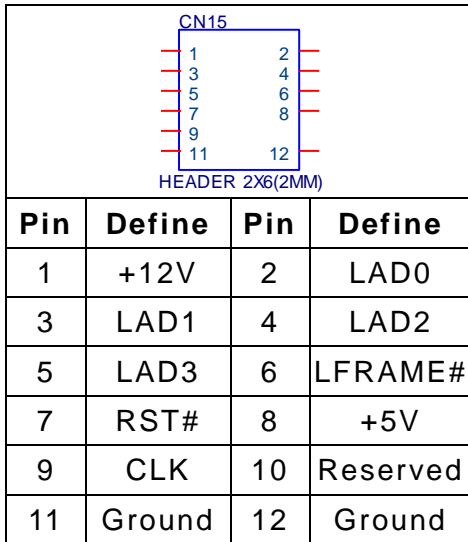 CN15
1 2
3 4
5 6
7 8
9
11 12
HEADER 2X6(2MM)
Pin Define Pin Define
1 +12V 2 LAD0
3 LAD1 4 LAD2
5 LAD3 6 LFRAME#
7 RST# 8 +5V
9 CLK 10 Reserved
11 Ground 12 Ground